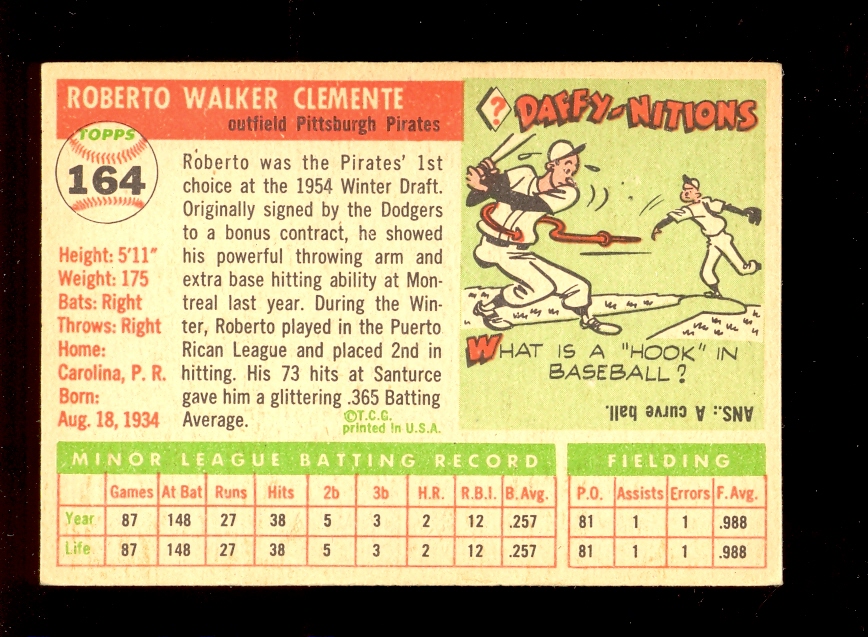 ROBERTO WALKER CLEMENTE
outfield Pittsburgh Pirates
TOPPS
164
Height: 5'11"
Weight: 175
Bats: Right
Throws: Right
Home:
Carolina, P. R.
Born:
Aug. 18, 1934
Roberto was the Pirates' 1st
choice at the 1954 Winter Draft.
Originally signed by the Dodgers
to a bonus contract, he showed
his powerful throwing arm and
extra base hitting ability at Mon-
treal last year. During the Win-
ter, Roberto played in the Puerto
Rican League and placed 2nd in
hitting. His 73 hits at Santurce
gave him a glittering .365 Batting
Average.
©T.C.G.
printed in U.S.A.
? DAFFY-NITIONS
WHAT IS A "HOOK" IN
BASEBALL?
ANS.: A curve ball.
MINOR LEAGUE BATTING RECORD
Games At Bat Runs Hits 2b 3b H.R. R.B.I. B.Avg.
Year 87 148 27 38 5 3 2 12 .257
Life 87 148 27 38 5 3 2 12 .257
FIELDING
P.O. Assists Errors F.Avg.
81 1 1 .988
81 1 1 .988